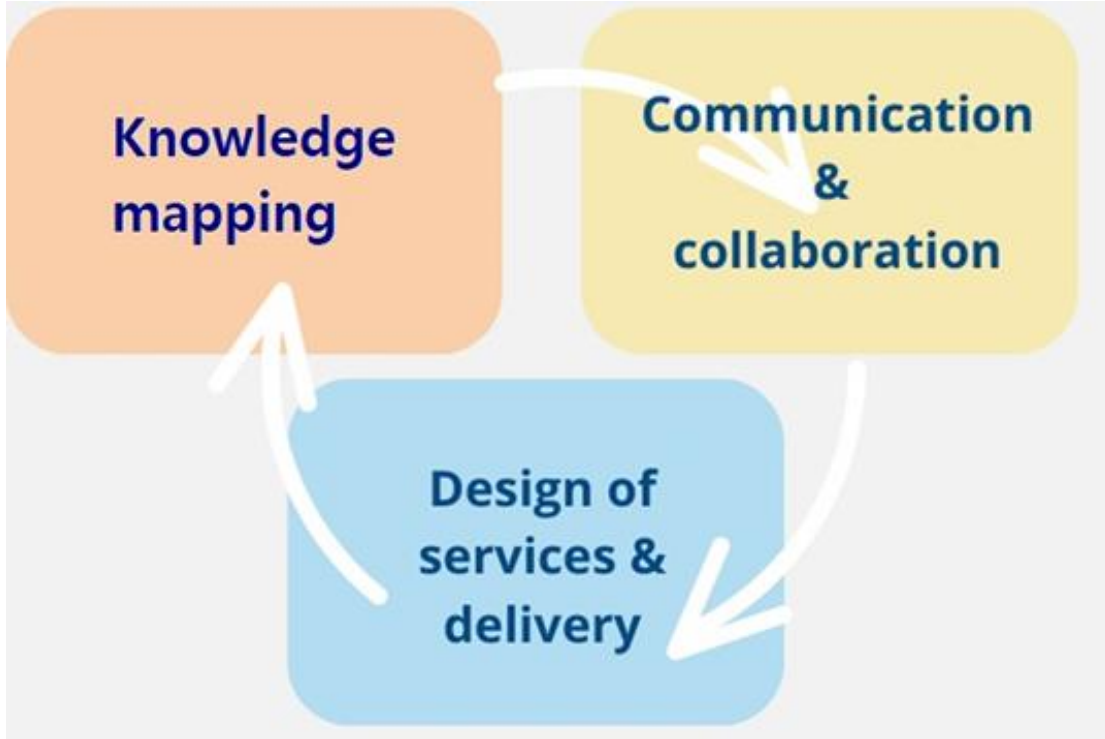 Knowledge
mapping
Communication
&
collaboration
Design of
services &
delivery